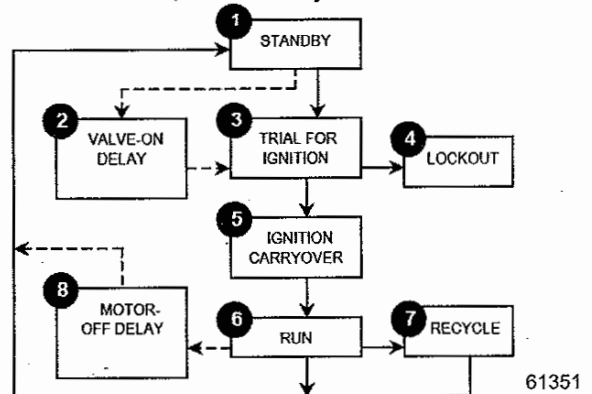 1
STANDBY
2
VALVE-ON
DELAY
3
TRIAL FOR
IGNITION
4
LOCKOUT
5
IGNITION
CARRYOVER
8
MOTOR-
OFF DELAY
6
RUN
7
RECYCLE
61351